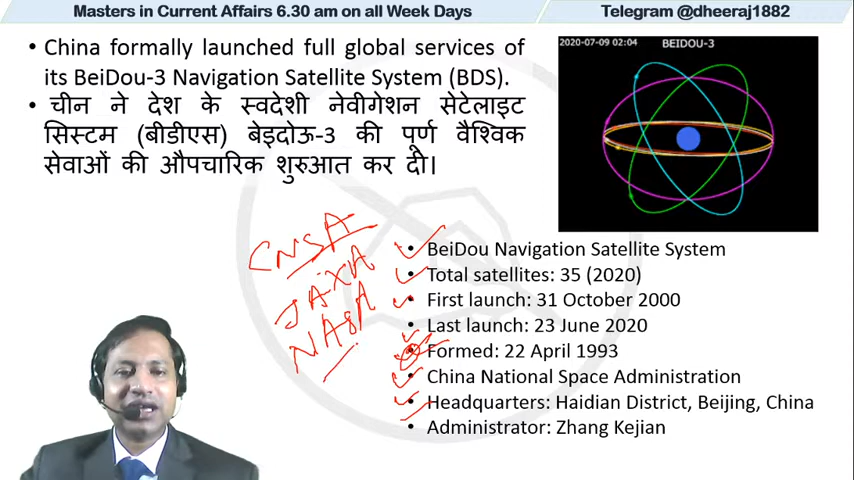 Masters in Current Affairs 6.30 am on all Week Days
Telegram @dheeraj1882
• China formally launched full global services of
its BeiDou-3 Navigation Satellite System (BDS).
• चीन ने देश के स्वदेशी नेवीगेशन सेटेलाइट
सिस्टम (बीडीएस) बेइदोऊ-3 की पूर्ण वैश्विक
सेवाओं की औपचारिक शुरुआत कर दी।
2020-07-09 02:04 BEIDOU-3
CNSA
JAXA
NASA
• BeiDou Navigation Satellite System
• Total satellites: 35 (2020)
• First launch: 31 October 2000
• Last launch: 23 June 2020
• Formed: 22 April 1993
• China National Space Administration
• Headquarters: Haidian District, Beijing, China
• Administrator: Zhang Kejian